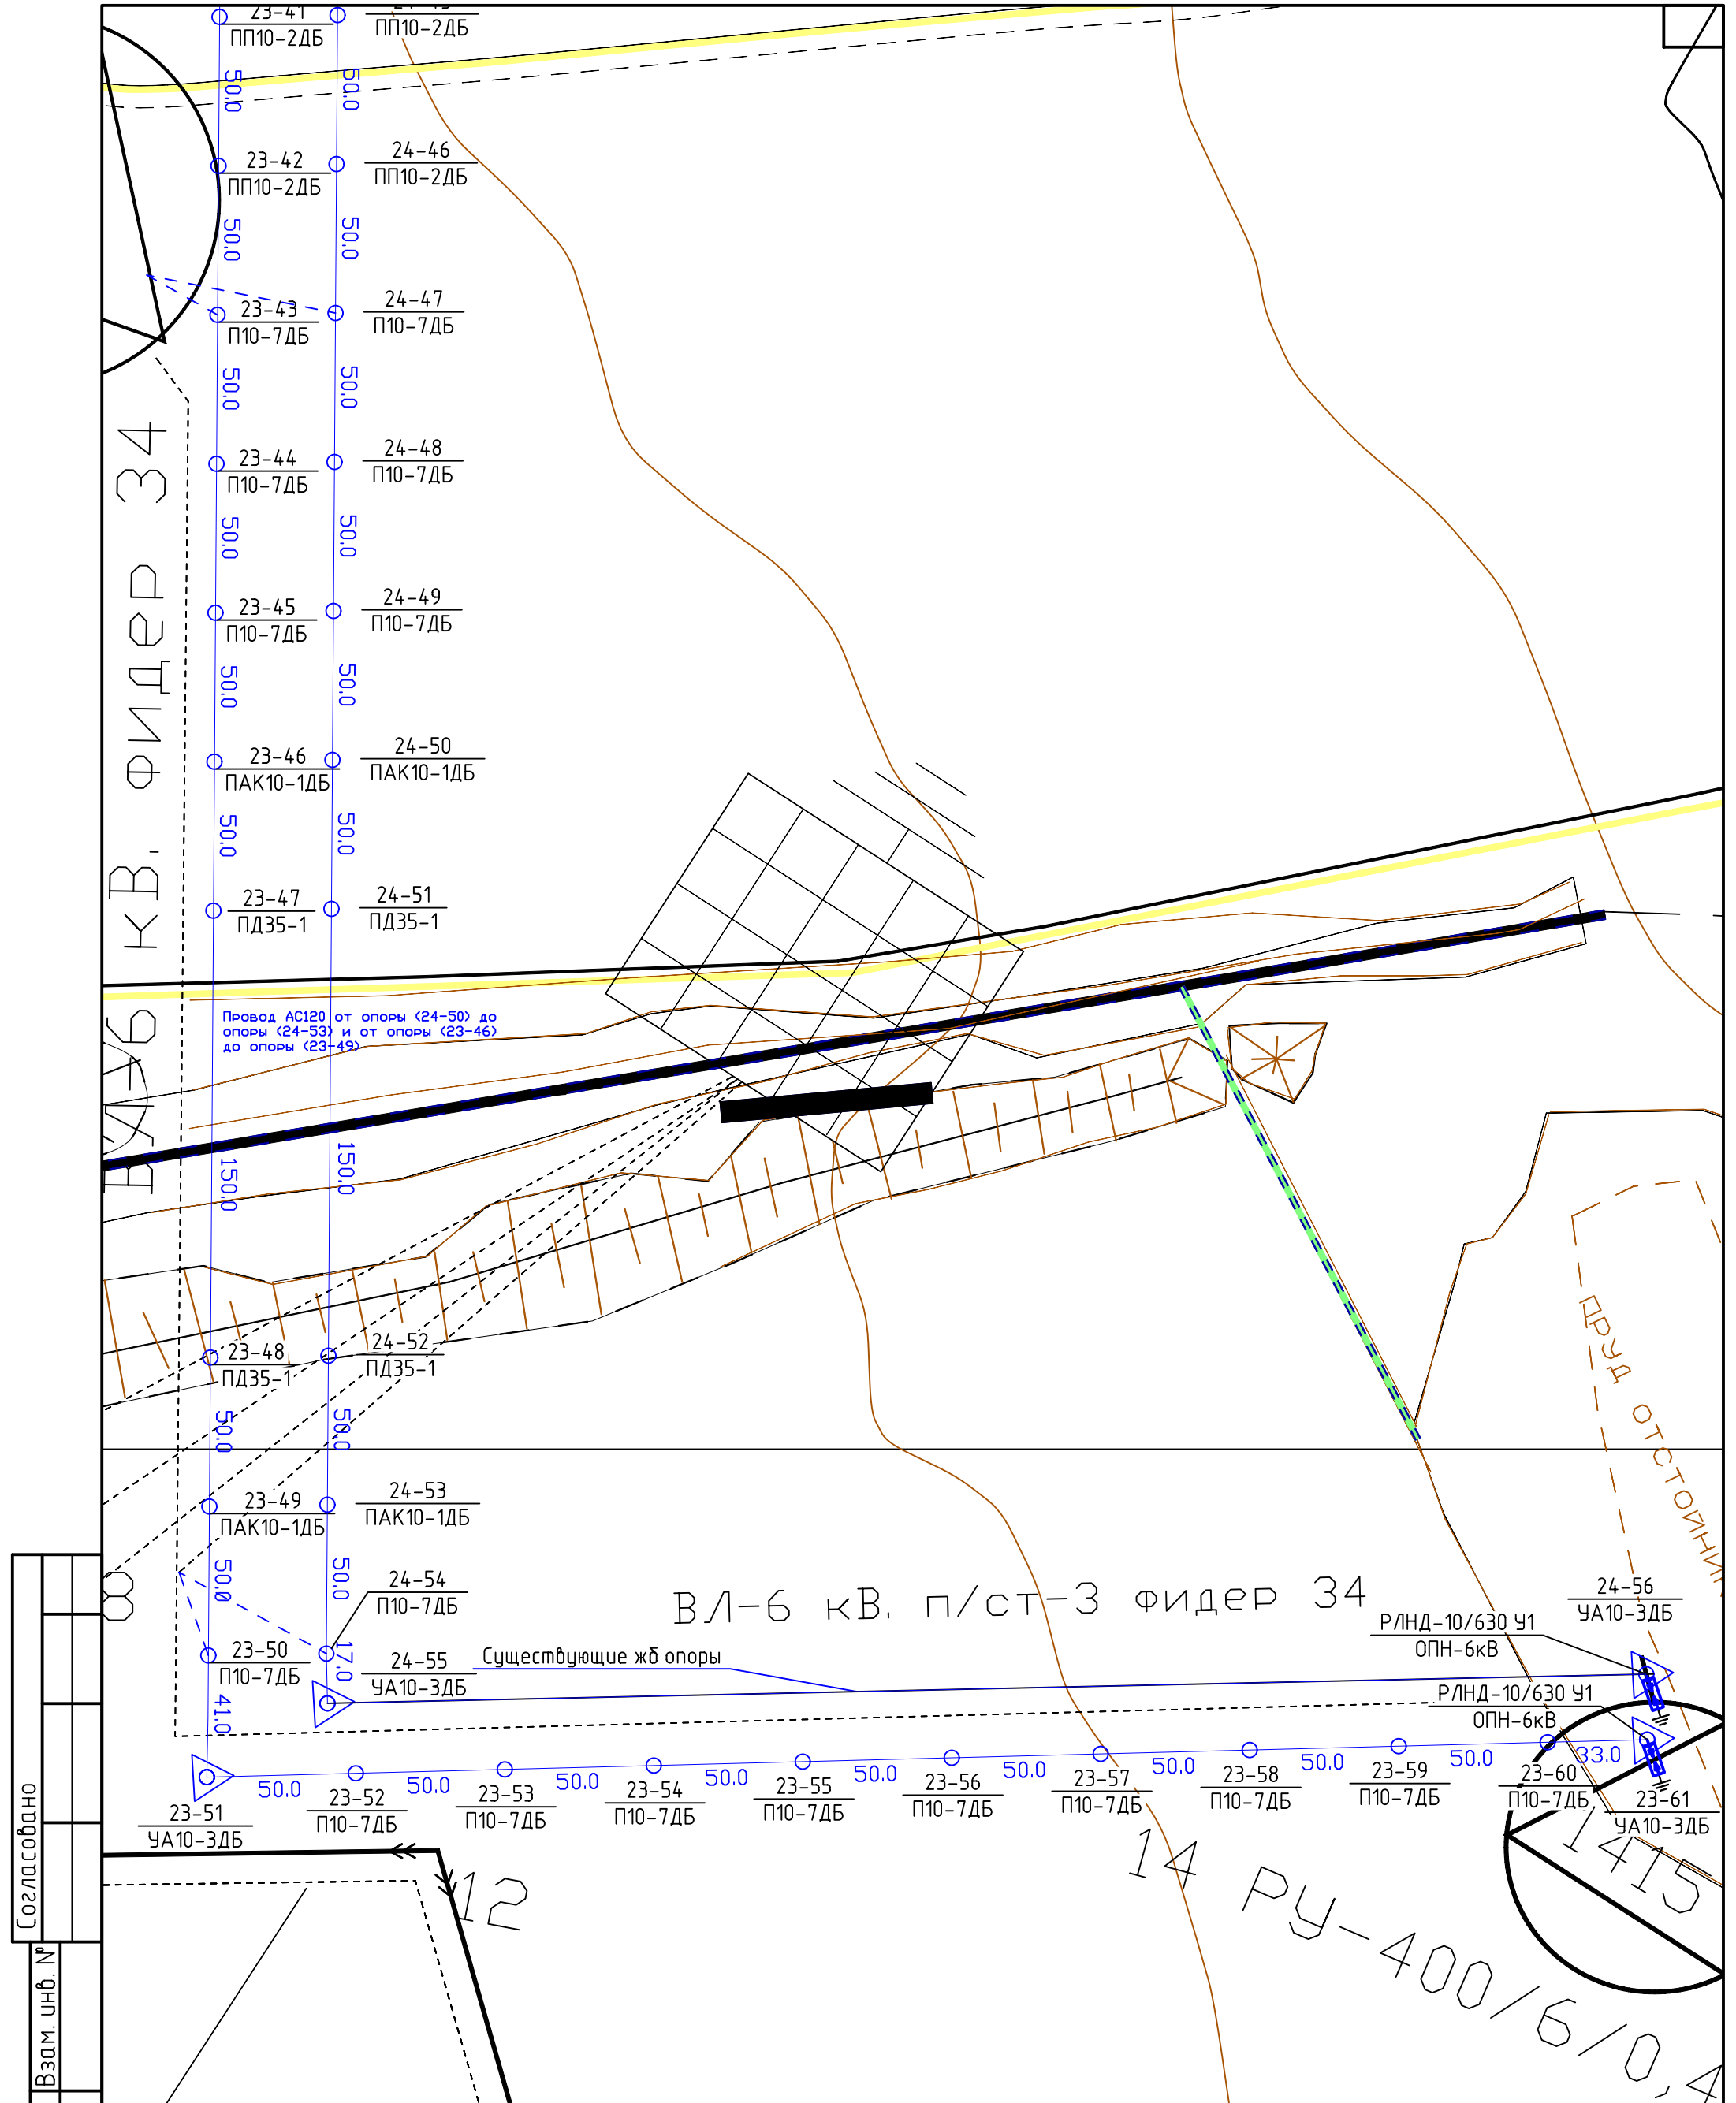 23-41
ПП10-2ДБ
ПП10-2ДБ
50.0
50.0
23-42
ПП10-2ДБ
24-46
ПП10-2ДБ
50.0
50.0
23-43
П10-7ДБ
24-47
П10-7ДБ
50.0
50.0
23-44
П10-7ДБ
24-48
П10-7ДБ
50.0
50.0
23-45
П10-7ДБ
24-49
П10-7ДБ
50.0
50.0
23-46
ПАК10-1ДБ
24-50
ПАК10-1ДБ
50.0
50.0
23-47
ПД35-1
24-51
ПД35-1
ВЛ-6 кВ. фидер 34
Провод АС120 от опоры (24-50) до
опоры (24-53) и от опоры (23-46)
до опоры (23-49)
150.0
150.0
23-48
ПД35-1
24-52
ПД35-1
50.0
50.0
23-49
ПАК10-1ДБ
24-53
ПАК10-1ДБ
50.0
50.0
24-54
П10-7ДБ
23-50
П10-7ДБ
17.0
41.0
24-55
УА10-3ДБ
Существующие жб опоры
ВЛ-6 кВ. п/ст-3 фидер 34
24-56
УА10-3ДБ
РЛНД-10/630 У1
ОПН-6кВ
РЛНД-10/630 У1
ОПН-6кВ
пруд отстойни
8
50.0
50.0
50.0
50.0
50.0
50.0
50.0
50.0
50.0
33.0
23-51
УА10-3ДБ
23-52
П10-7ДБ
23-53
П10-7ДБ
23-54
П10-7ДБ
23-55
П10-7ДБ
23-56
П10-7ДБ
23-57
П10-7ДБ
23-58
П10-7ДБ
23-59
П10-7ДБ
23-60
П10-7ДБ
23-61
УА10-3ДБ
12
14 РУ-400/6/0,4
14П5
Согласовано
Взам. инв. №